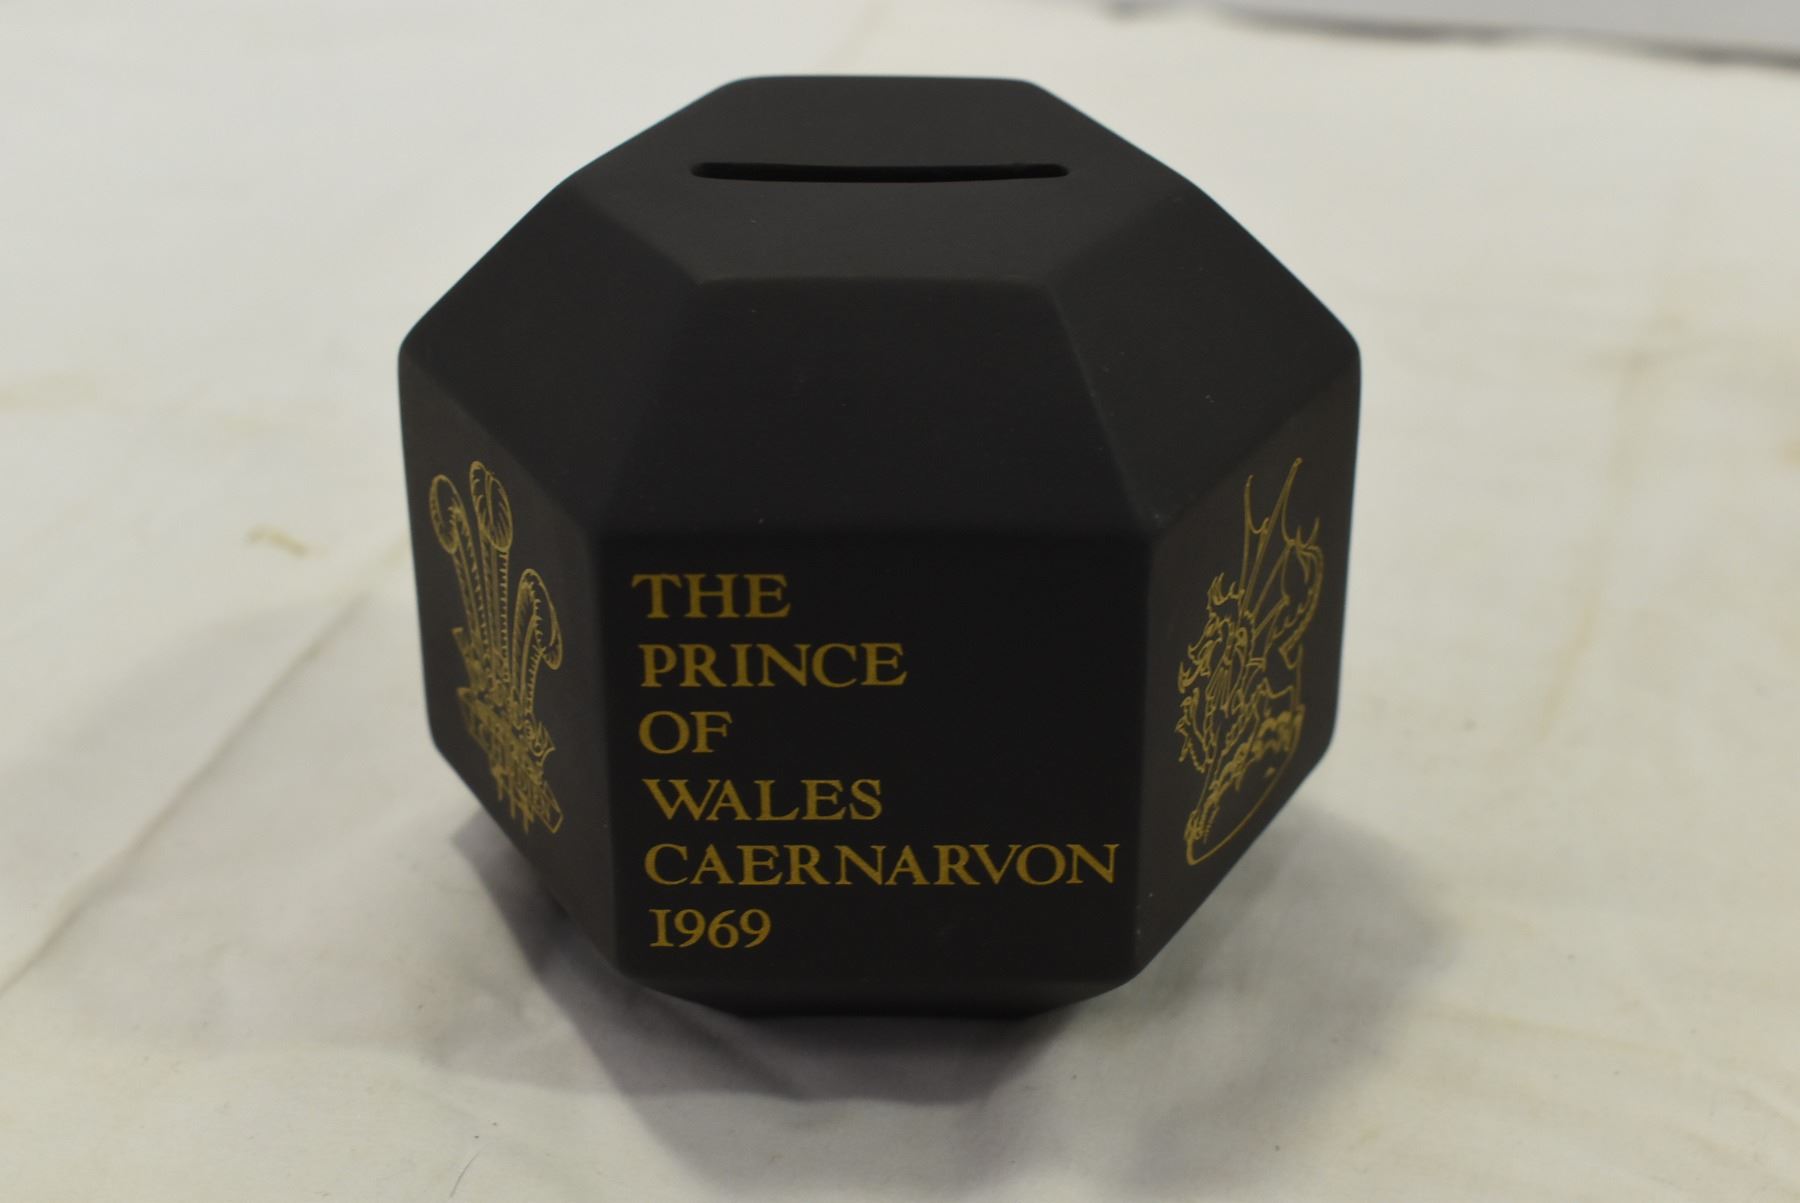 THE
PRINCE
OF
WALES
CAERNARVON
1969